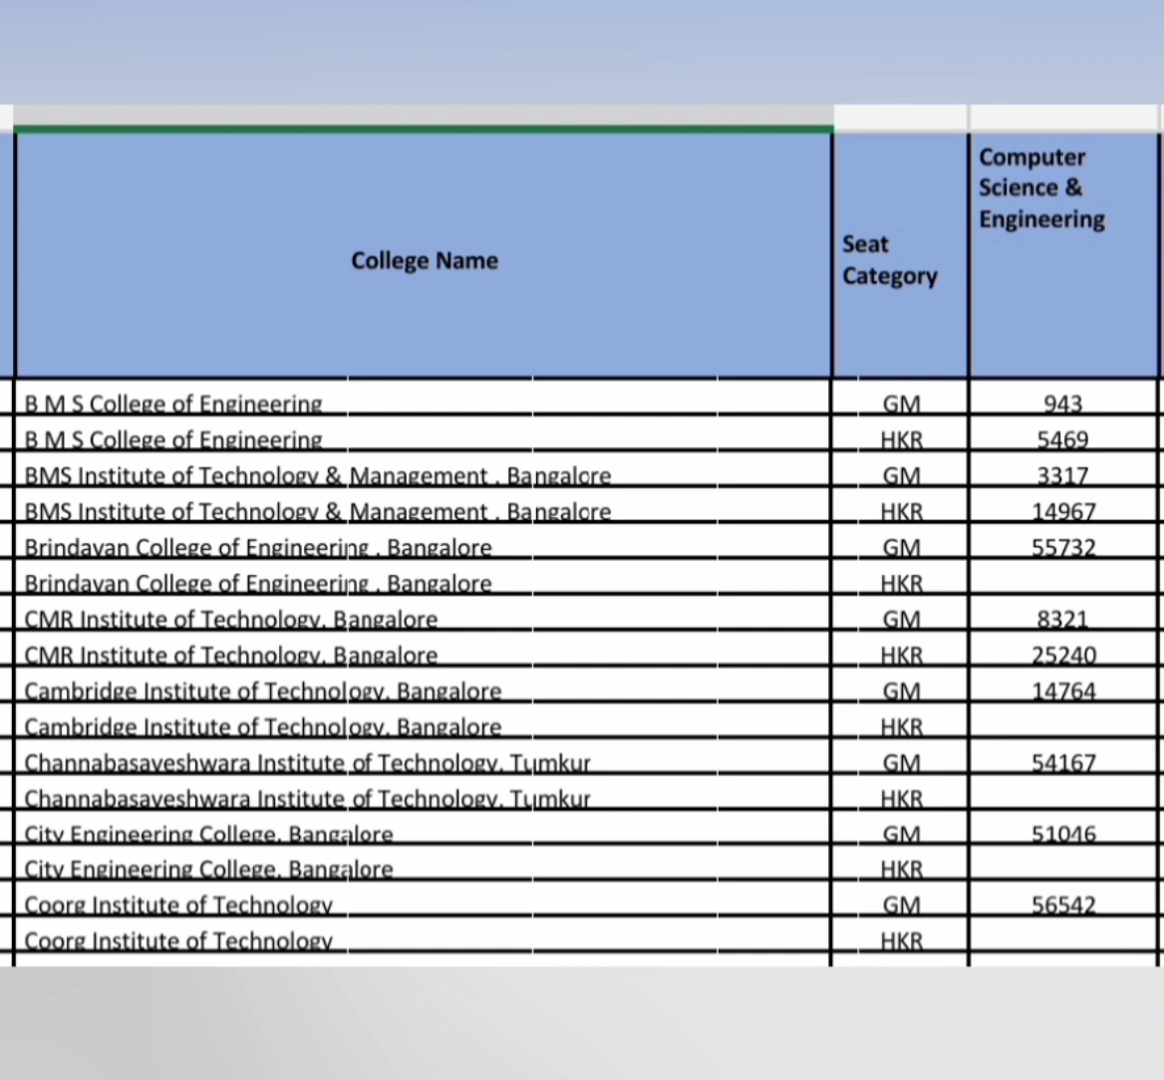 College Name Seat Category Computer Science & Engineering
B M S College of Engineering GM 943
B M S College of Engineering HKR 5469
BMS Institute of Technology & Management , Bangalore GM 3317
BMS Institute of Technology & Management , Bangalore HKR 14967
Brindavan College of Engineering , Bangalore GM 55732
Brindavan College of Engineering , Bangalore HKR
CMR Institute of Technology, Bangalore GM 8321
CMR Institute of Technology, Bangalore HKR 25240
Cambridge Institute of Technology, Bangalore GM 14764
Cambridge Institute of Technology, Bangalore HKR
Channabasaveshwara Institute of Technology, Tumkur GM 54167
Channabasaveshwara Institute of Technology, Tumkur HKR
City Engineering College, Bangalore GM 51046
City Engineering College, Bangalore HKR
Coorg Institute of Technology GM 56542
Coorg Institute of Technology HKR